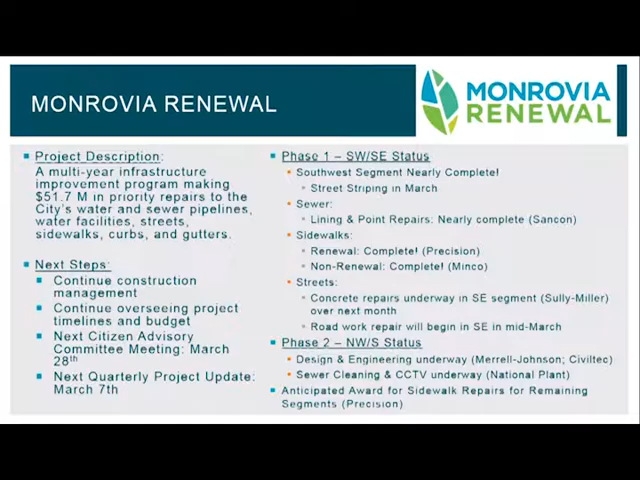 MONROVIA RENEWAL
MONROVIA
RENEWAL
Project Description:
A multi-year infrastructure
improvement program making
$51.7 M in priority repairs to the
City's water and sewer pipelines,
water facilities, streets,
sidewalks, curbs, and gutters.
Next Steps:
Continue construction
management
Continue overseeing project
timelines and budget
Next Citizen Advisory
Committee Meeting: March
28th
Next Quarterly Project Update:
March 7th
Phase 1 – SW/SE Status
Southwest Segment Nearly Complete!
Street Striping in March
Sewer:
Lining & Point Repairs: Nearly complete (Sancon)
Sidewalks:
Renewal: Complete! (Precision)
Non-Renewal: Complete! (Minco)
Streets:
Concrete repairs underway in SE segment (Sully-Miller)
over next month
Road work repair will begin in SE in mid-March
Phase 2 – NW/S Status
Design & Engineering underway (Merrell-Johnson; Civiltec)
Sewer Cleaning & CCTV underway (National Plant)
Anticipated Award for Sidewalk Repairs for Remaining
Segments (Precision)